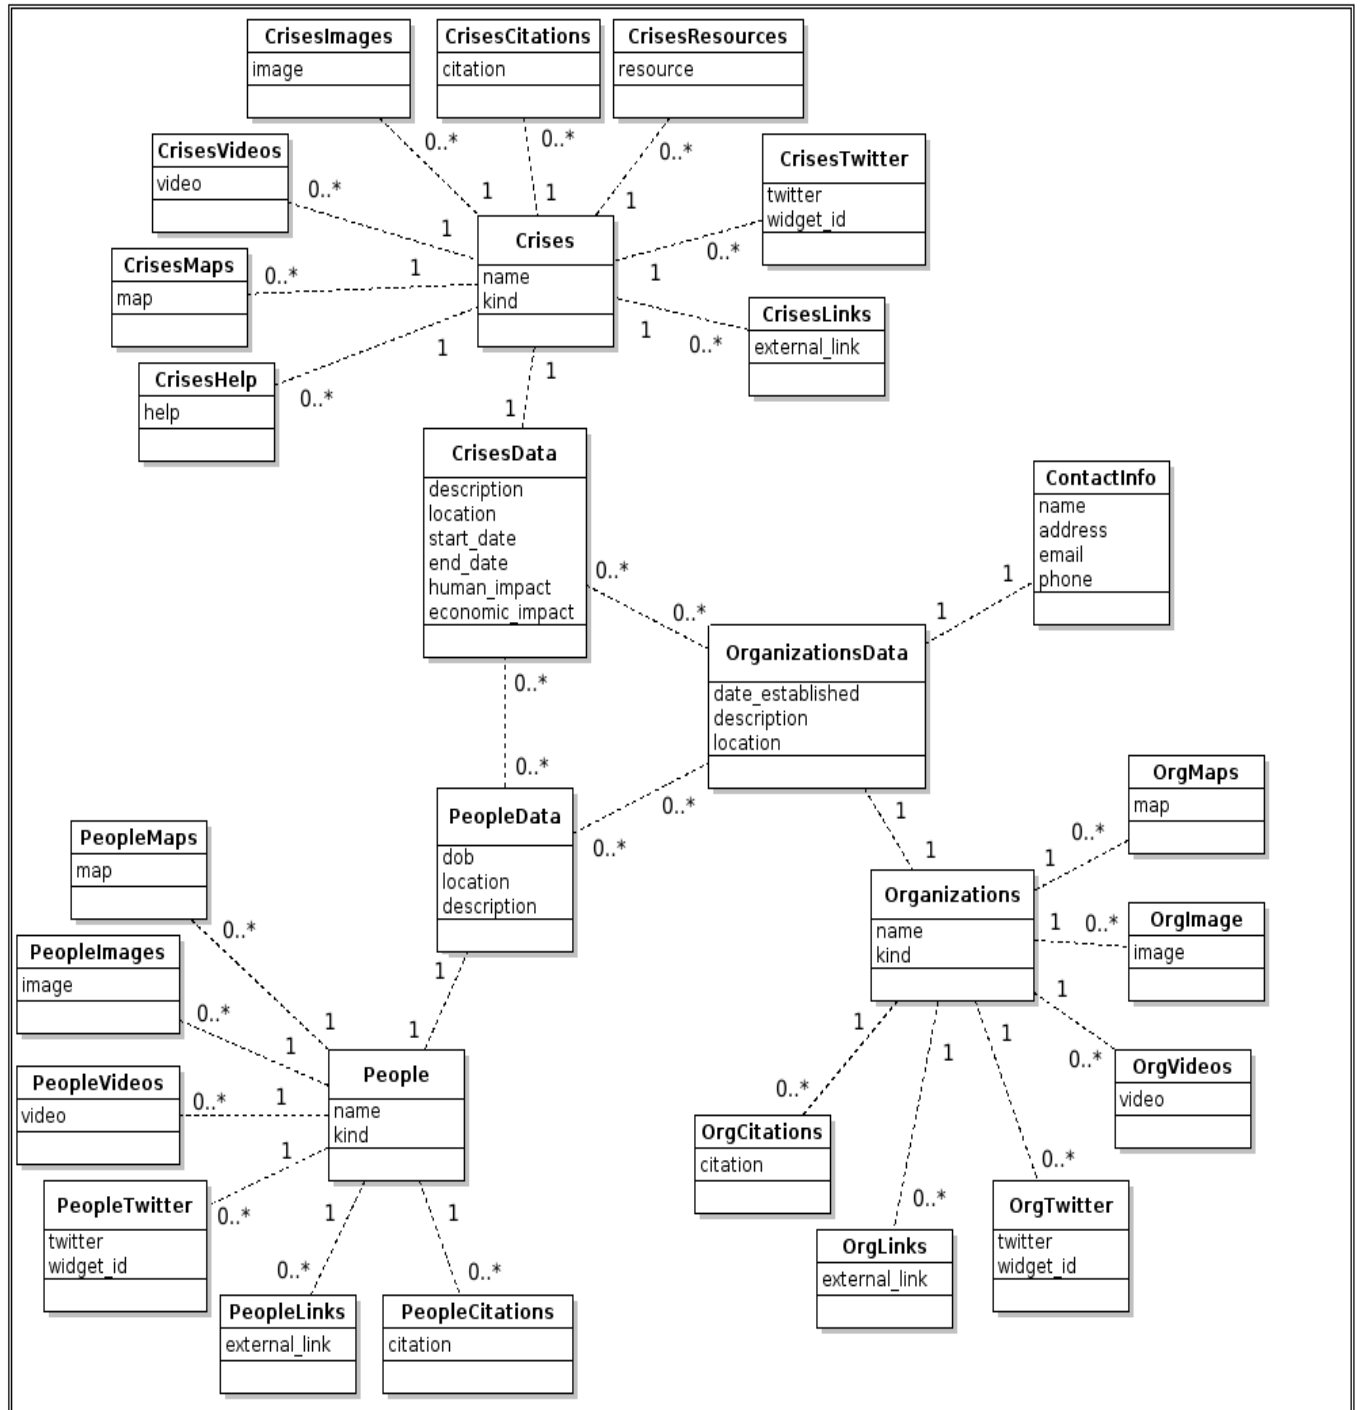 CrisesImages
image
CrisesCitations
citation
CrisesResources
resource
0..*
0..*
0..*
CrisesVideos
video
0..*
CrisesTwitter
twitter
widget_id
1
1
1
1
0..*
Crises
name
kind
CrisesMaps
map
0..*
1
1
CrisesLinks
external_link
1
0..*
1
0..*
CrisesHelp
help
1
1
CrisesData
description
location
start_date
end_date
human_impact
economic_impact
ContactInfo
name
address
email
phone
0..*
0..*
1
1
OrganizationsData
date_established
description
location
0..*
0..*
0..*
0..*
PeopleData
dob
location
description
1
1
OrgMaps
map
0..*
1
PeopleMaps
map
0..*
Organizations
name
kind
OrgImage
image
1
0..*
PeopleImages
image
0..*
1
1
1
1
People
name
kind
1
1
1
1
0..*
OrgVideos
video
PeopleVideos
video
0..*
1
0..*
OrgCitations
citation
1
PeopleTwitter
twitter
widget_id
0..*
1
1
0..*
0..*
OrgTwitter
twitter
widget_id
0..*
OrgLinks
external_link
0..*
0..*
PeopleLinks
external_link
PeopleCitations
citation